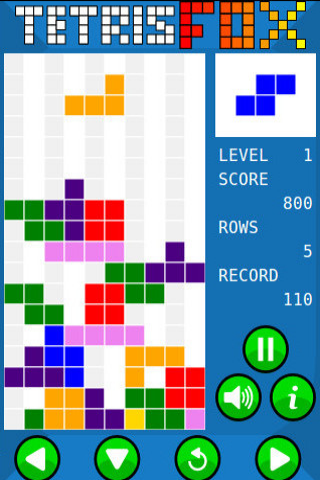 TETRISFOX
LEVEL 1
SCORE
800
ROWS
5
RECORD
110
i